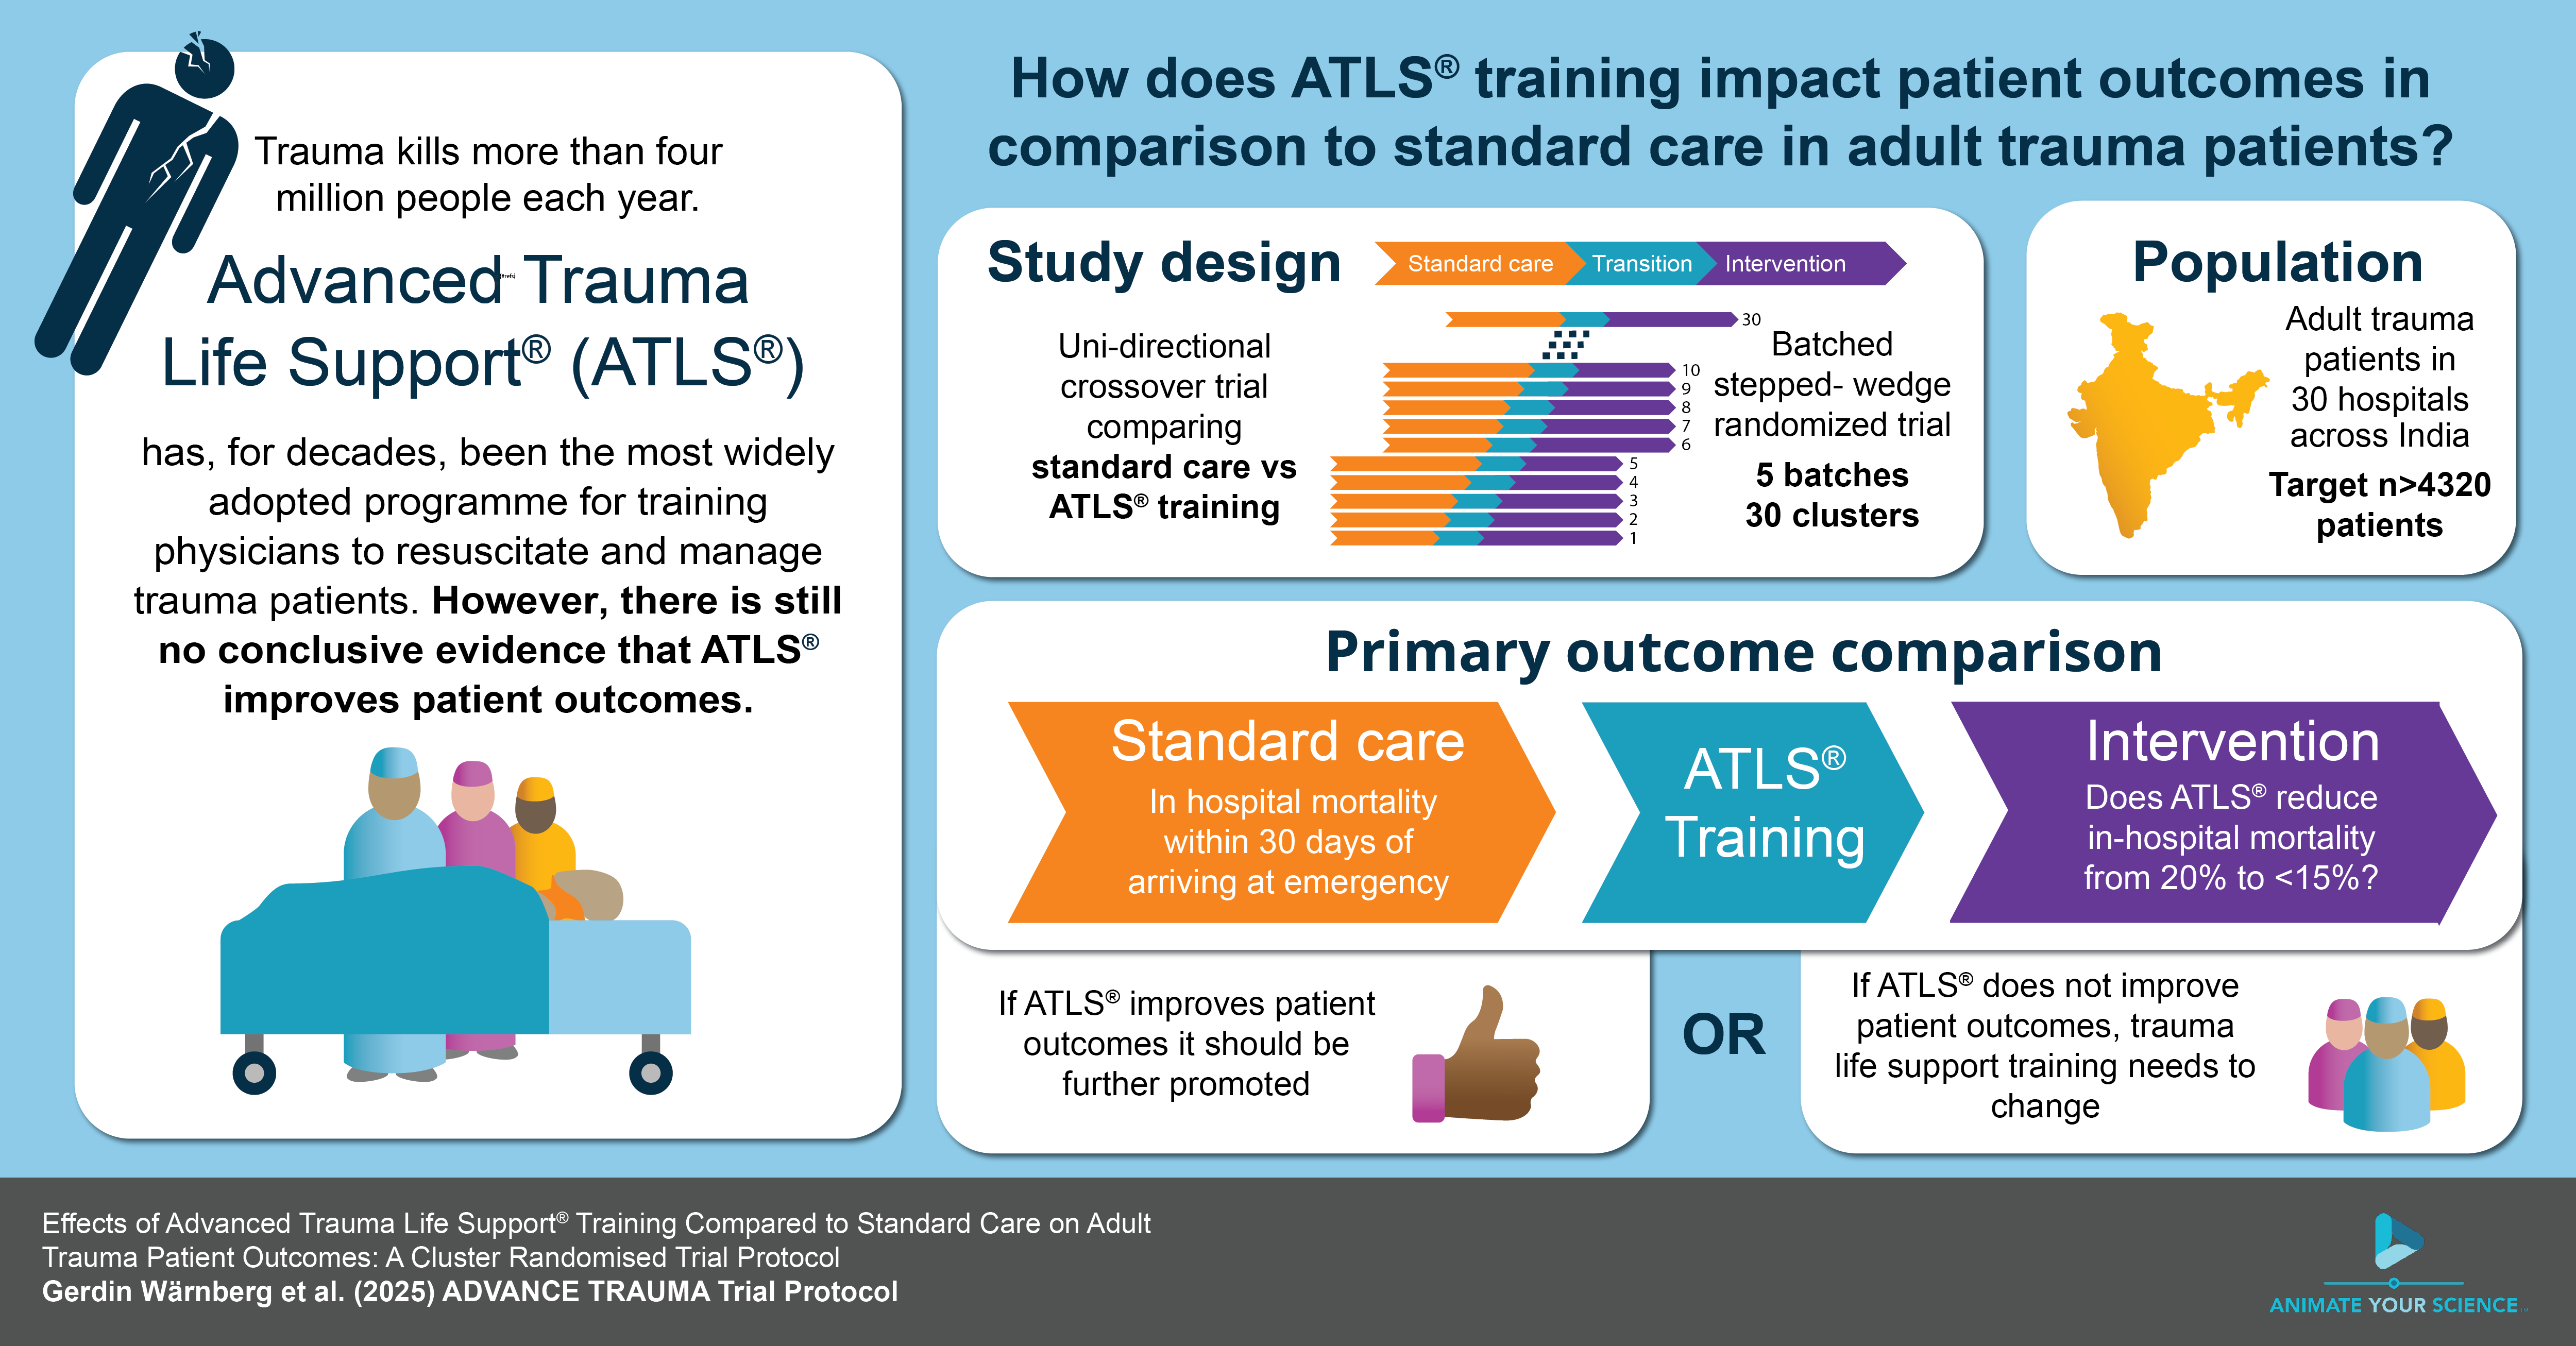 Trauma kills more than four
million people each year.
Advanced Trauma
Life Support® (ATLS®)
has, for decades, been the most widely
adopted programme for training
physicians to resuscitate and manage
trauma patients. However, there is still
no conclusive evidence that ATLS®
improves patient outcomes.
How does ATLS® training impact patient outcomes in
comparison to standard care in adult trauma patients?
Study design
Standard care
Transition
Intervention
Uni-directional
crossover trial
comparing
standard care vs
ATLS® training
30
10
9
8
7
6
5
4
3
2
1
Batched
stepped- wedge
randomized trial
5 batches
30 clusters
Population
Adult trauma
patients in
30 hospitals
across India
Target n>4320
patients
Primary outcome comparison
Standard care
In hospital mortality
within 30 days of
arriving at emergency
ATLS®
Training
Intervention
Does ATLS® reduce
in-hospital mortality
from 20% to <15%?
If ATLS® improves patient
outcomes it should be
further promoted
OR
If ATLS® does not improve
patient outcomes, trauma
life support training needs to
change
Effects of Advanced Trauma Life Support® Training Compared to Standard Care on Adult
Trauma Patient Outcomes: A Cluster Randomised Trial Protocol
Gerdin Wärnberg et al. (2025) ADVANCE TRAUMA Trial Protocol
ANIMATE YOUR SCIENCE